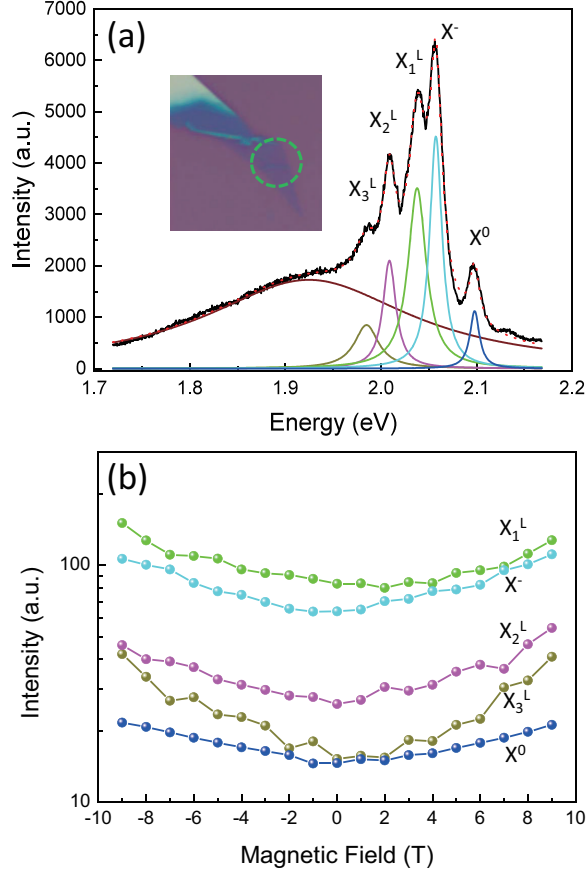 (a)
7000
6000
5000
4000
3000
2000
1000
0
Intensity (a.u.)
X⁻
X₁ᴸ
X₂ᴸ
X₃ᴸ
X⁰
1.7 1.8 1.9 2.0 2.1 2.2
Energy (eV)
(b)
100
10
Intensity (a.u.)
X₁ᴸ
X⁻
X₂ᴸ
X₃ᴸ
X⁰
-10 -8 -6 -4 -2 0 2 4 6 8 10
Magnetic Field (T)